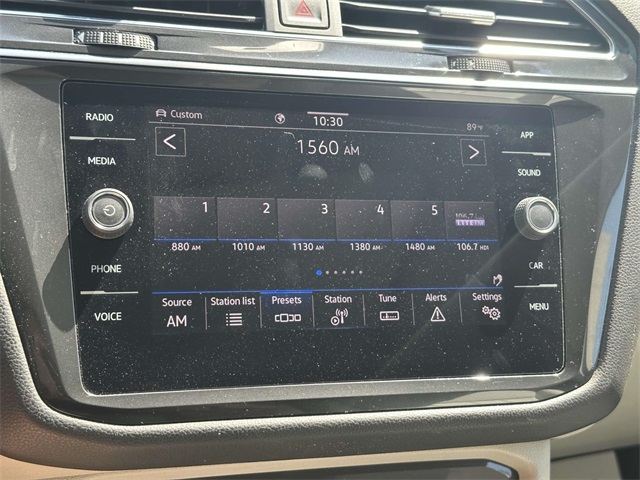 RADIO
Custom
10:30
89°F
APP
1560 AM
MEDIA
SOUND
1 2 3 4 5 106.7
880 AM 1010 AM 1130 AM 1380 AM 1480 AM 106.7 HD1
PHONE
CAR
Source Station list Presets Station Tune Alerts Settings
AM
VOICE
MENU